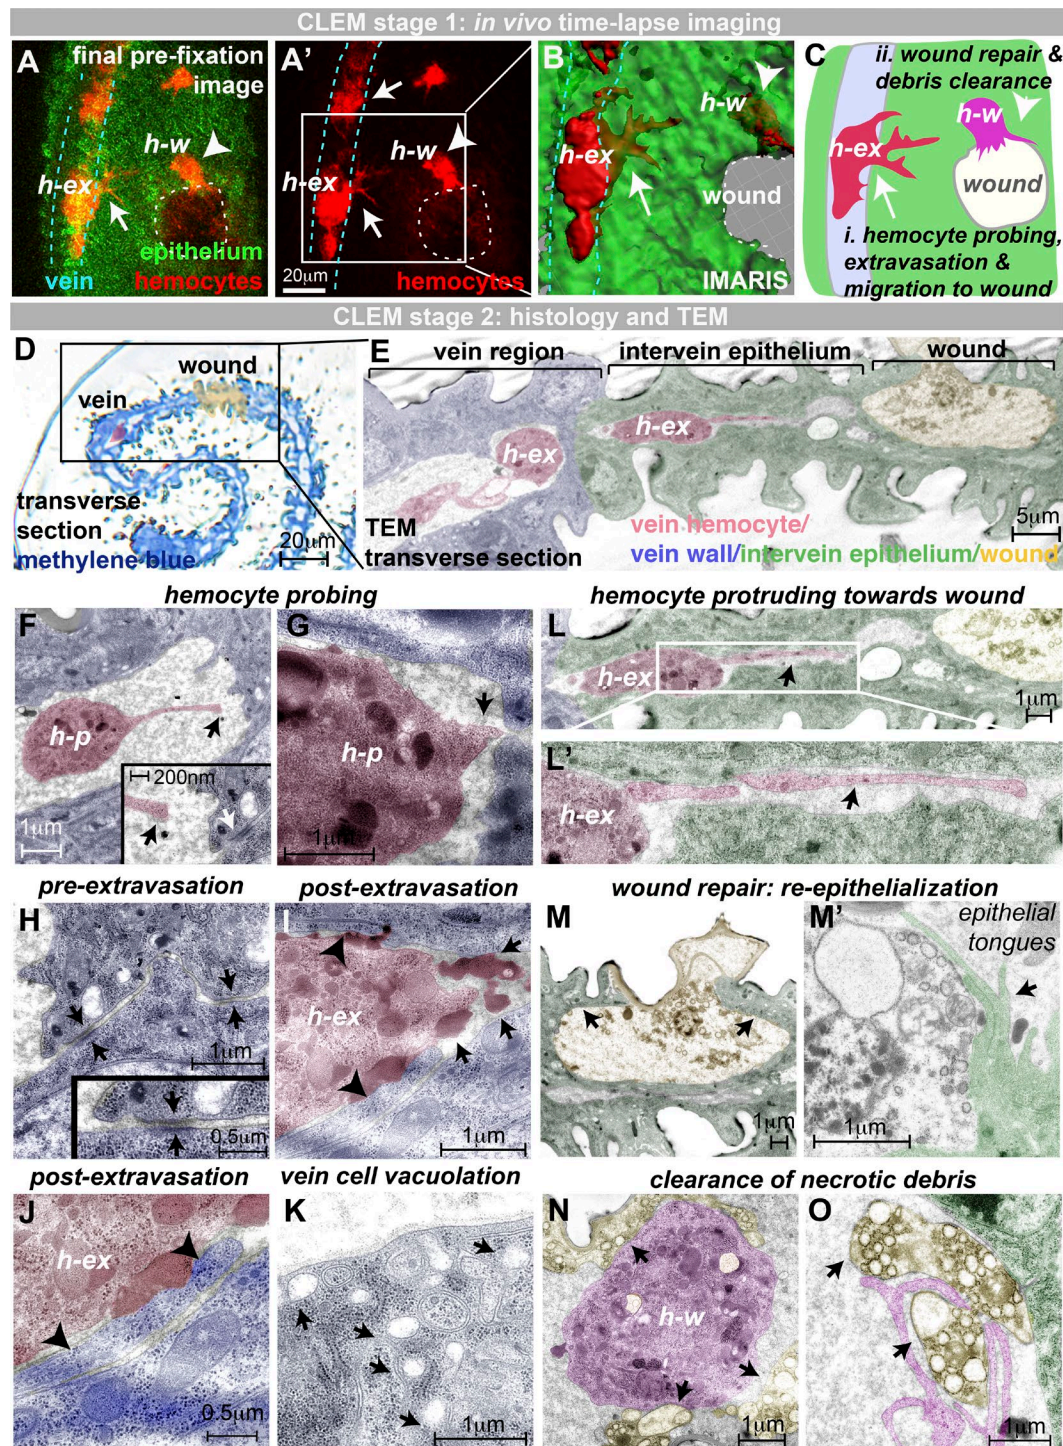 CLEM stage 1: in vivo time-lapse imaging
A
final pre-fixation
image
h-w
h-ex
epithelium
vein
hemocytes
A'
h-w
h-ex
20µm
hemocytes
B
h-w
h-ex
wound
IMARIS
C
ii. wound repair &
debris clearance
h-w
h-ex
wound
i. hemocyte probing,
extravasation &
migration to wound
CLEM stage 2: histology and TEM
D
wound
vein
transverse
section
methylene blue
20µm
E
vein region
intervein epithelium
wound
h-ex
h-ex
TEM
transverse section
vein hemocyte/
vein wall/intervein epithelium/wound
5µm
hemocyte probing
F
h-p
200nm
1µm
G
h-p
1µm
hemocyte protruding towards wound
L
h-ex
1µm
L'
h-ex
pre-extravasation
H
1µm
0.5µm
post-extravasation
I
h-ex
1µm
wound repair: re-epithelialization
M
1µm
M'
epithelial
tongues
1µm
post-extravasation
J
h-ex
0.5µm
vein cell vacuolation
K
1µm
clearance of necrotic debris
N
h-w
1µm
O
1µm